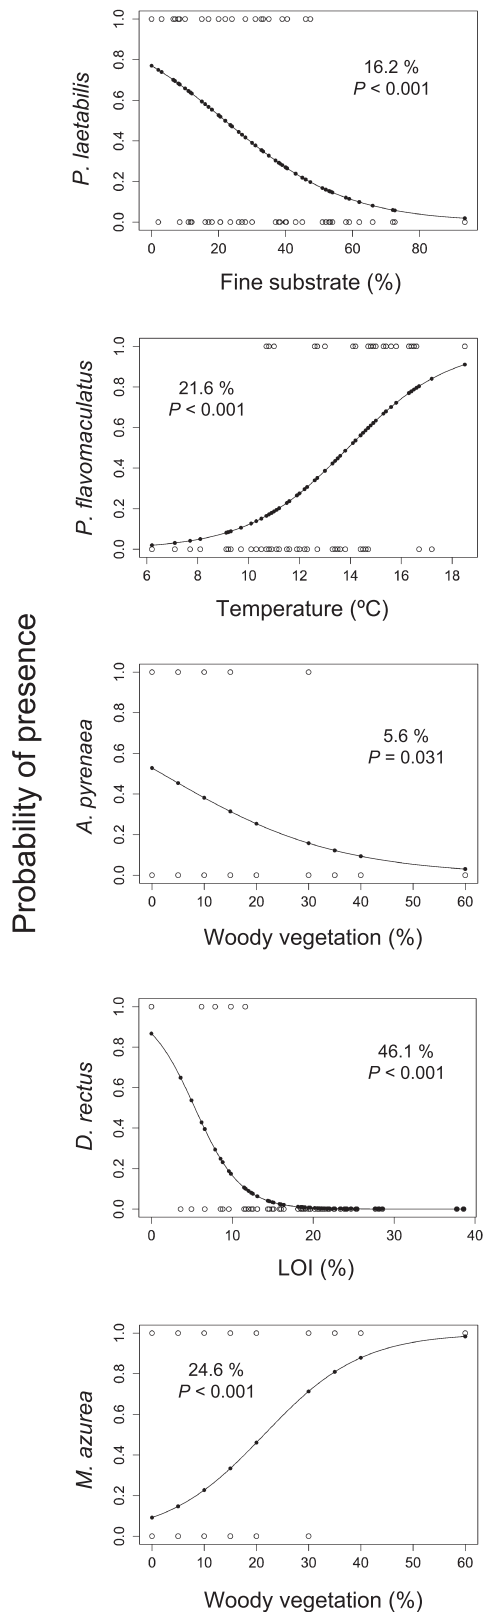 Probability of presence
P. laetabilis
1.0
0.8
0.6
0.4
0.2
0.0
16.2 %
P < 0.001
0 20 40 60 80
Fine substrate (%)
P. flavomaculatus
1.0
0.8
0.6
0.4
0.2
0.0
21.6 %
P < 0.001
6 8 10 12 14 16 18
Temperature (ºC)
A. pyrenaea
1.0
0.8
0.6
0.4
0.2
0.0
5.6 %
P = 0.031
0 10 20 30 40 50 60
Woody vegetation (%)
D. rectus
1.0
0.8
0.6
0.4
0.2
0.0
46.1 %
P < 0.001
0 10 20 30 40
LOI (%)
M. azurea
1.0
0.8
0.6
0.4
0.2
0.0
24.6 %
P < 0.001
0 10 20 30 40 50 60
Woody vegetation (%)